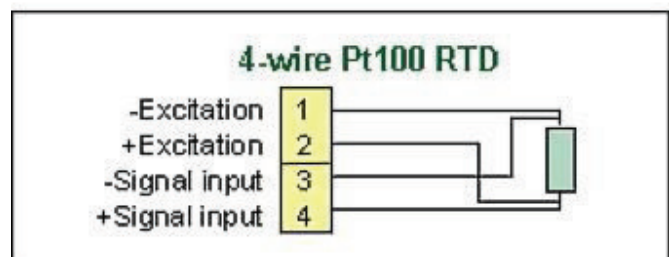 4-wire Pt100 RTD
-Excitation 1
+Excitation 2
-Signal input 3
+Signal input 4